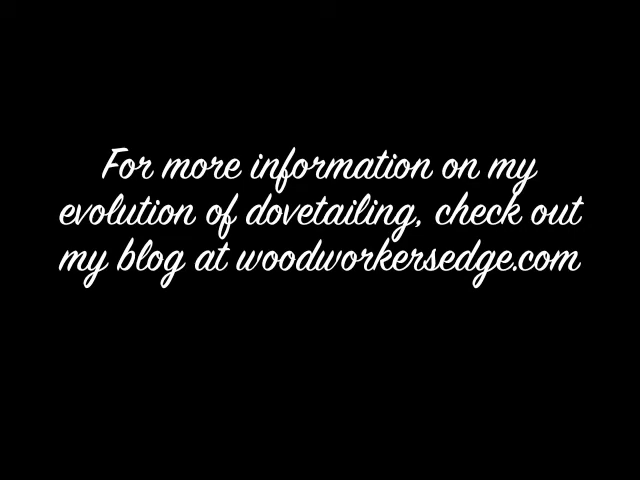 For more information on my
evolution of dovetailing, check out
my blog at woodworkersedge.com